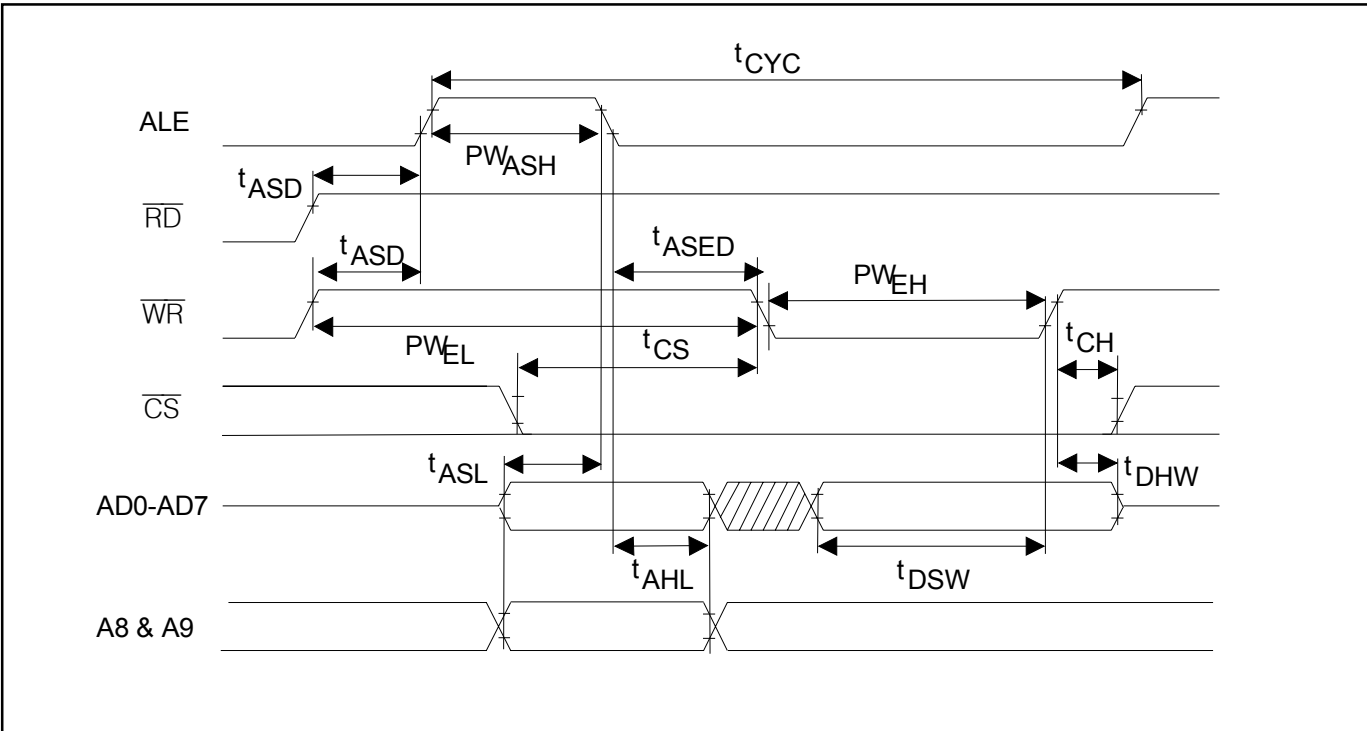 tCYC
ALE
PWASH
tASD
RD
tASD
tASED
PWEH
WR
PWEL
tCS
tCH
CS
tASL
tDHW
AD0-AD7
tAHL
tDSW
A8 & A9